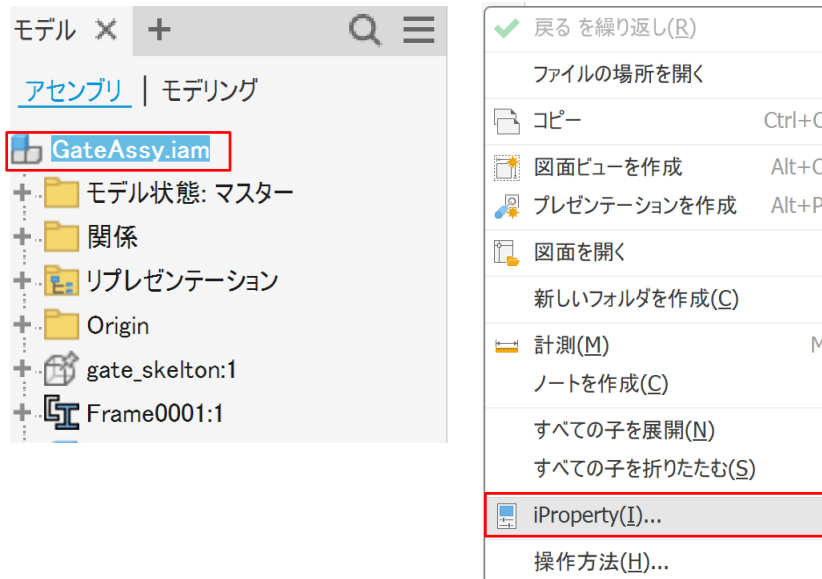 モデル
アセンブリ | モデリング
GateAssy.iam
モデル状態: マスター
関係
リプレゼンテーション
Origin
gate_skelton:1
Frame0001:1
戻る を繰り返し(R)
ファイルの場所を開く
コピー Ctrl+C
図面ビューを作成 Alt+C
プレゼンテーションを作成 Alt+P
図面を開く
新しいフォルダを作成(C)
計測(M) M
ノートを作成(C)
すべての子を展開(N)
すべての子を折りたたむ(S)
iProperty(I)...
操作方法(H)...